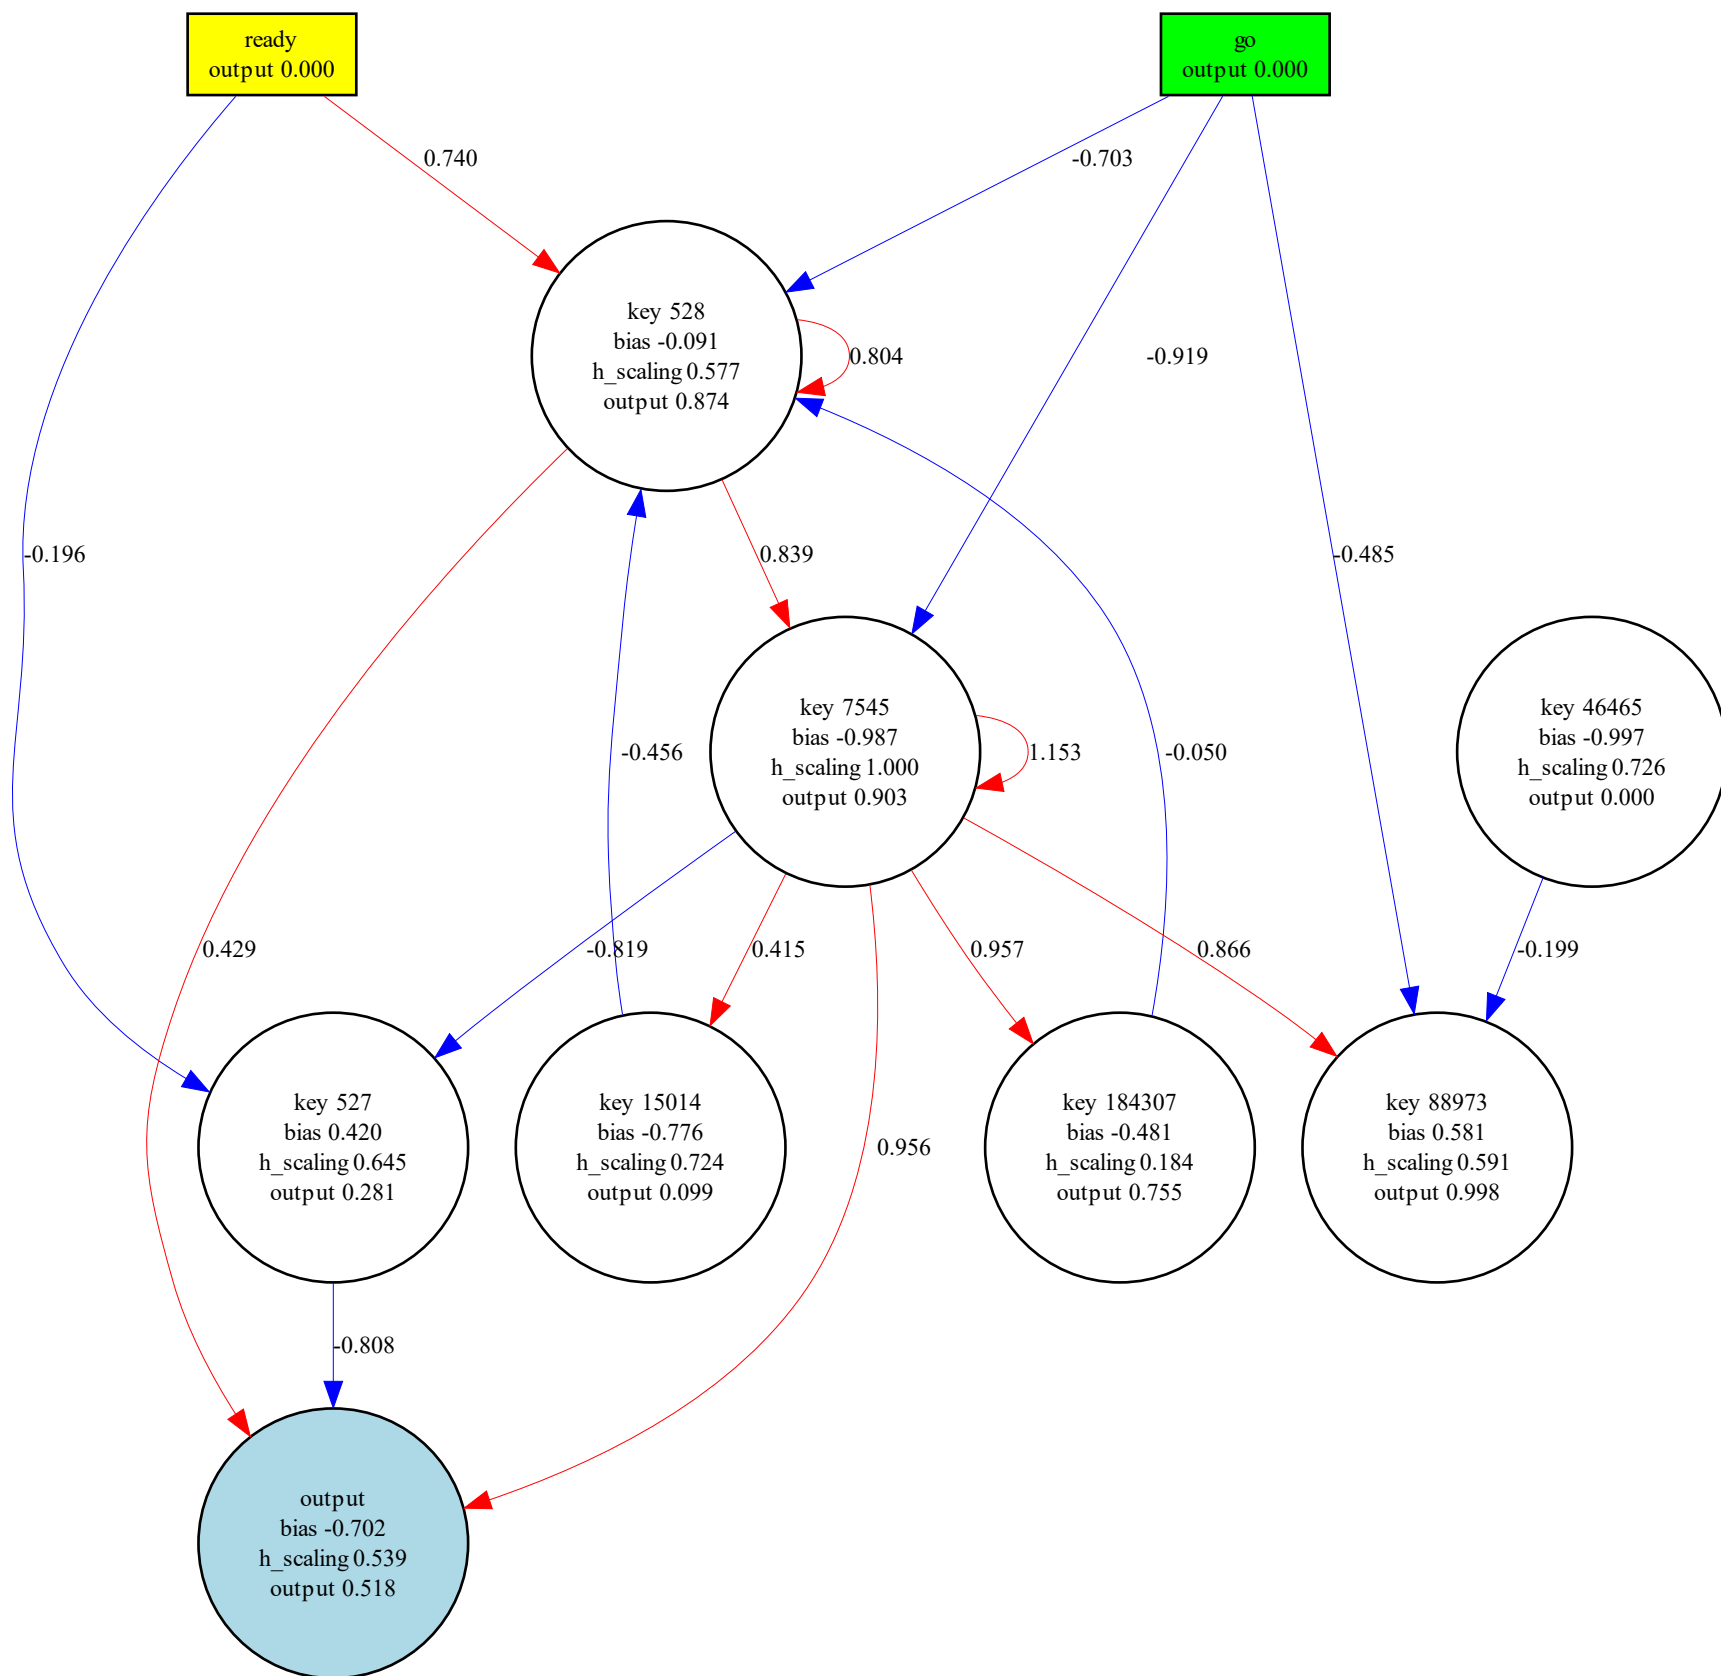 ready
output 0.000
go
output 0.000
0.740
-0.703
key 528
bias -0.091
h_scaling 0.577
output 0.874
0.804
-0.919
-0.196
0.839
-0.485
key 7545
bias -0.987
h_scaling 1.000
output 0.903
-0.456
1.153
-0.050
key 46465
bias -0.997
h_scaling 0.726
output 0.000
0.429
-0.819
0.415
0.957
0.866
-0.199
key 527
bias 0.420
h_scaling 0.645
output 0.281
key 15014
bias -0.776
h_scaling 0.724
output 0.099
0.956
key 184307
bias -0.481
h_scaling 0.184
output 0.755
key 88973
bias 0.581
h_scaling 0.591
output 0.998
-0.808
output
bias -0.702
h_scaling 0.539
output 0.518